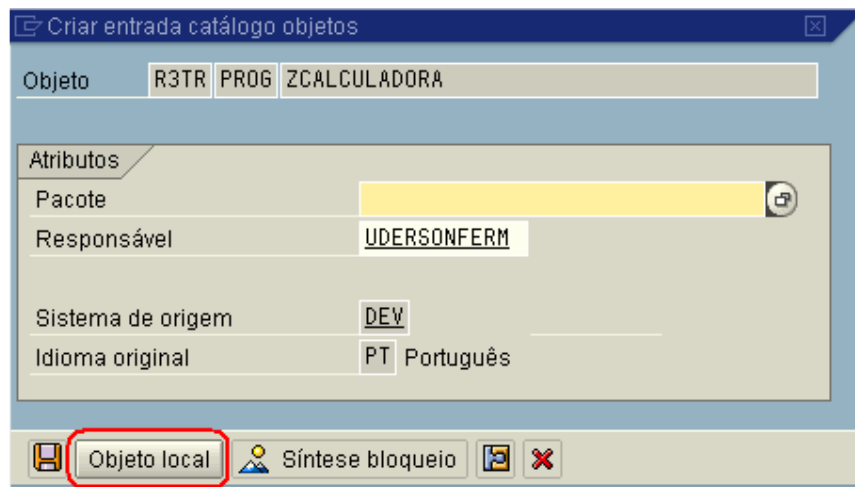 Criar entrada catálogo objetos
Objeto R3TR PROG ZCALCULADORA
Atributos
Pacote
Responsável UDERSONFERM
Sistema de origem DEV
Idioma original PT Português
Objeto local Síntese bloqueio